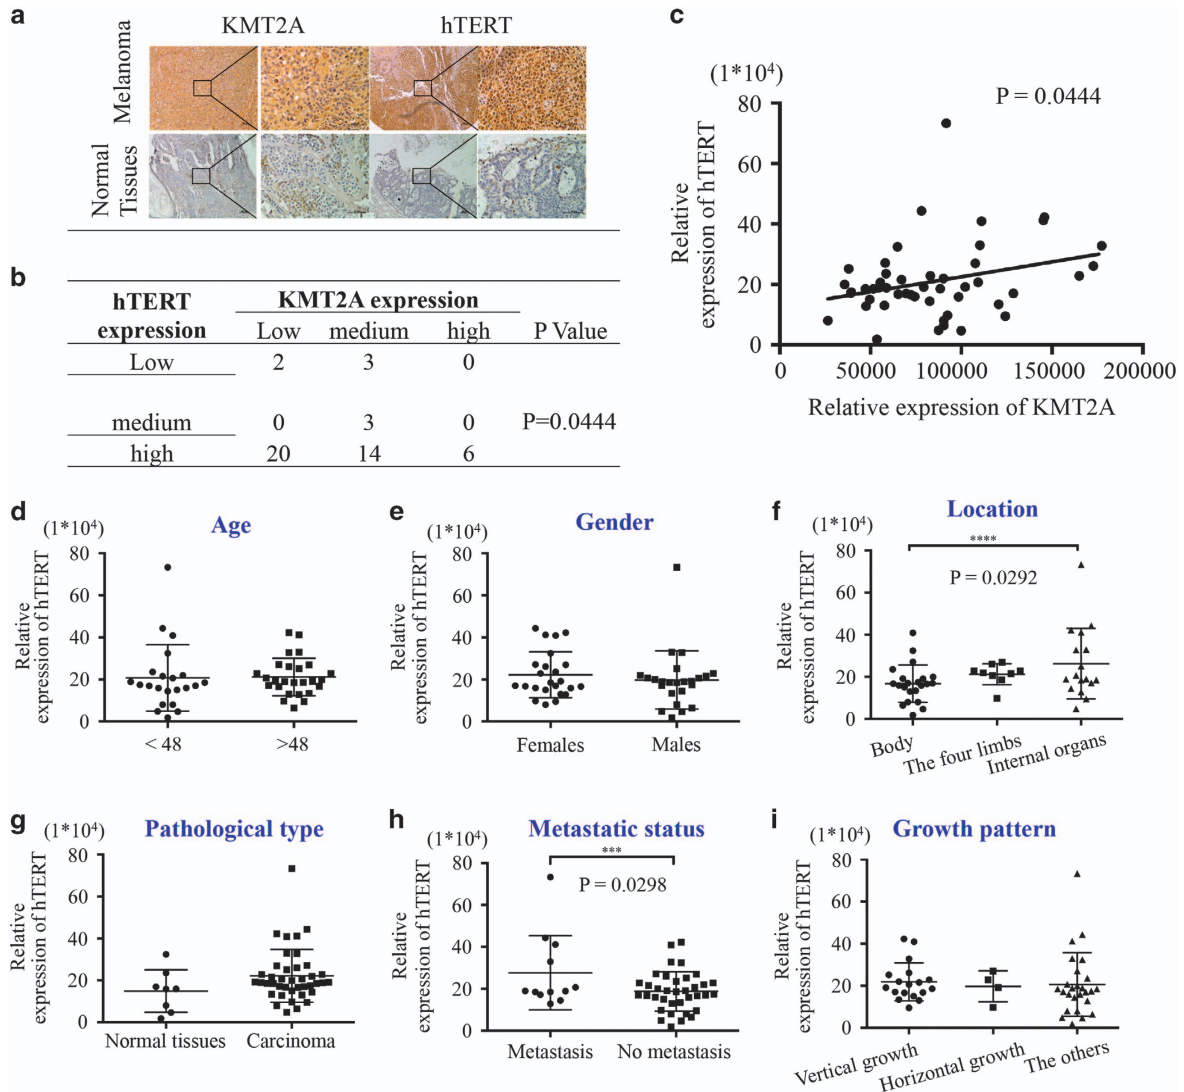 a
KMT2A
hTERT
Melanoma
Normal
Tissues
b
hTERT
expression
KMT2A expression
Low
medium
high
P Value
Low
2
3
0
medium
0
3
0
P=0.0444
high
20
14
6
c
(1*10⁴)
P = 0.0444
Relative
expression of hTERT
80
60
40
20
0
0
50000
100000
150000
200000
Relative expression of KMT2A
d
(1*10⁴)
Age
Relative
expression of hTERT
80
60
40
20
0
< 48
>48
e
(1*10⁴)
Gender
Relative
expression of hTERT
80
60
40
20
0
Females
Males
f
(1*10⁴)
Location
Relative
expression of hTERT
80
60
40
20
0
****
P = 0.0292
Body
The four limbs
Internal organs
g
(1*10⁴)
Pathological type
Relative
expression of hTERT
80
60
40
20
0
Normal tissues
Carcinoma
h
(1*10⁴)
Metastatic status
Relative
expression of hTERT
80
60
40
20
0
***
P = 0.0298
Metastasis
No metastasis
i
(1*10⁴)
Growth pattern
Relative
expression of hTERT
80
60
40
20
0
Vertical growth
Horizontal growth
The others